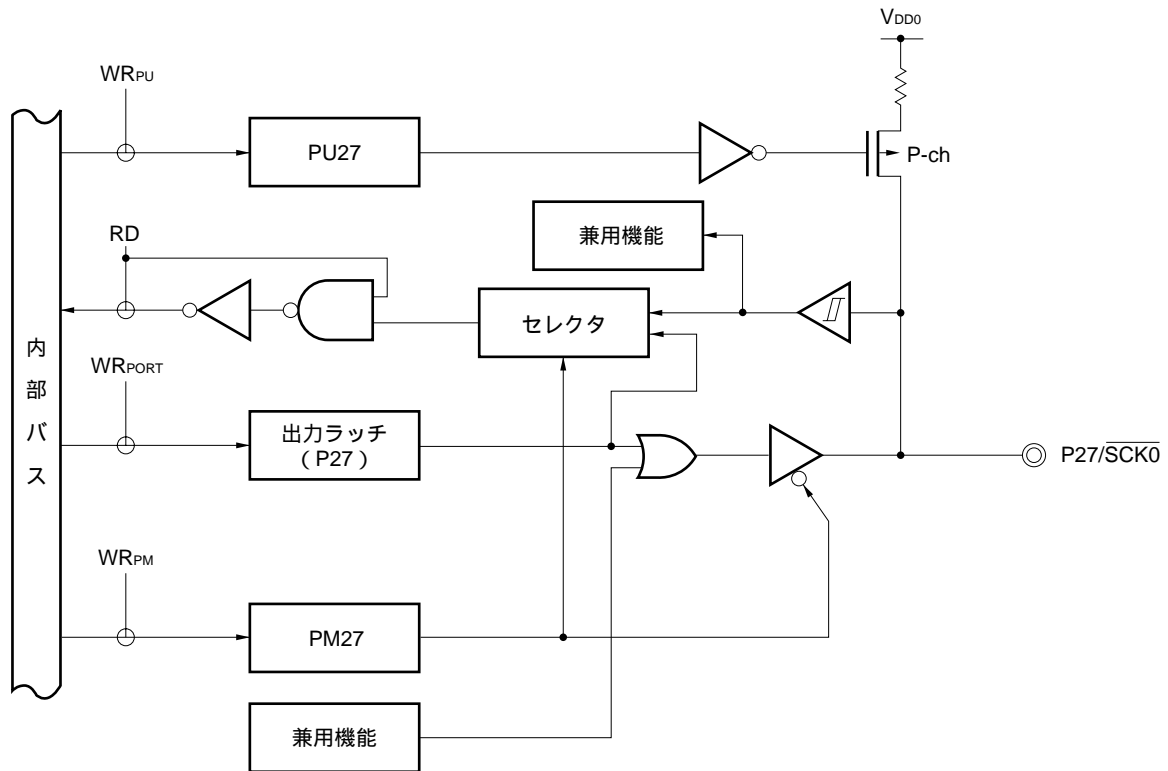 VDD0
WRPU
PU27
P-ch
兼用機能
RD
セレクタ
内部バス
WRPORT
出力ラッチ
（P27）
P27/SCK0
WRPM
PM27
兼用機能